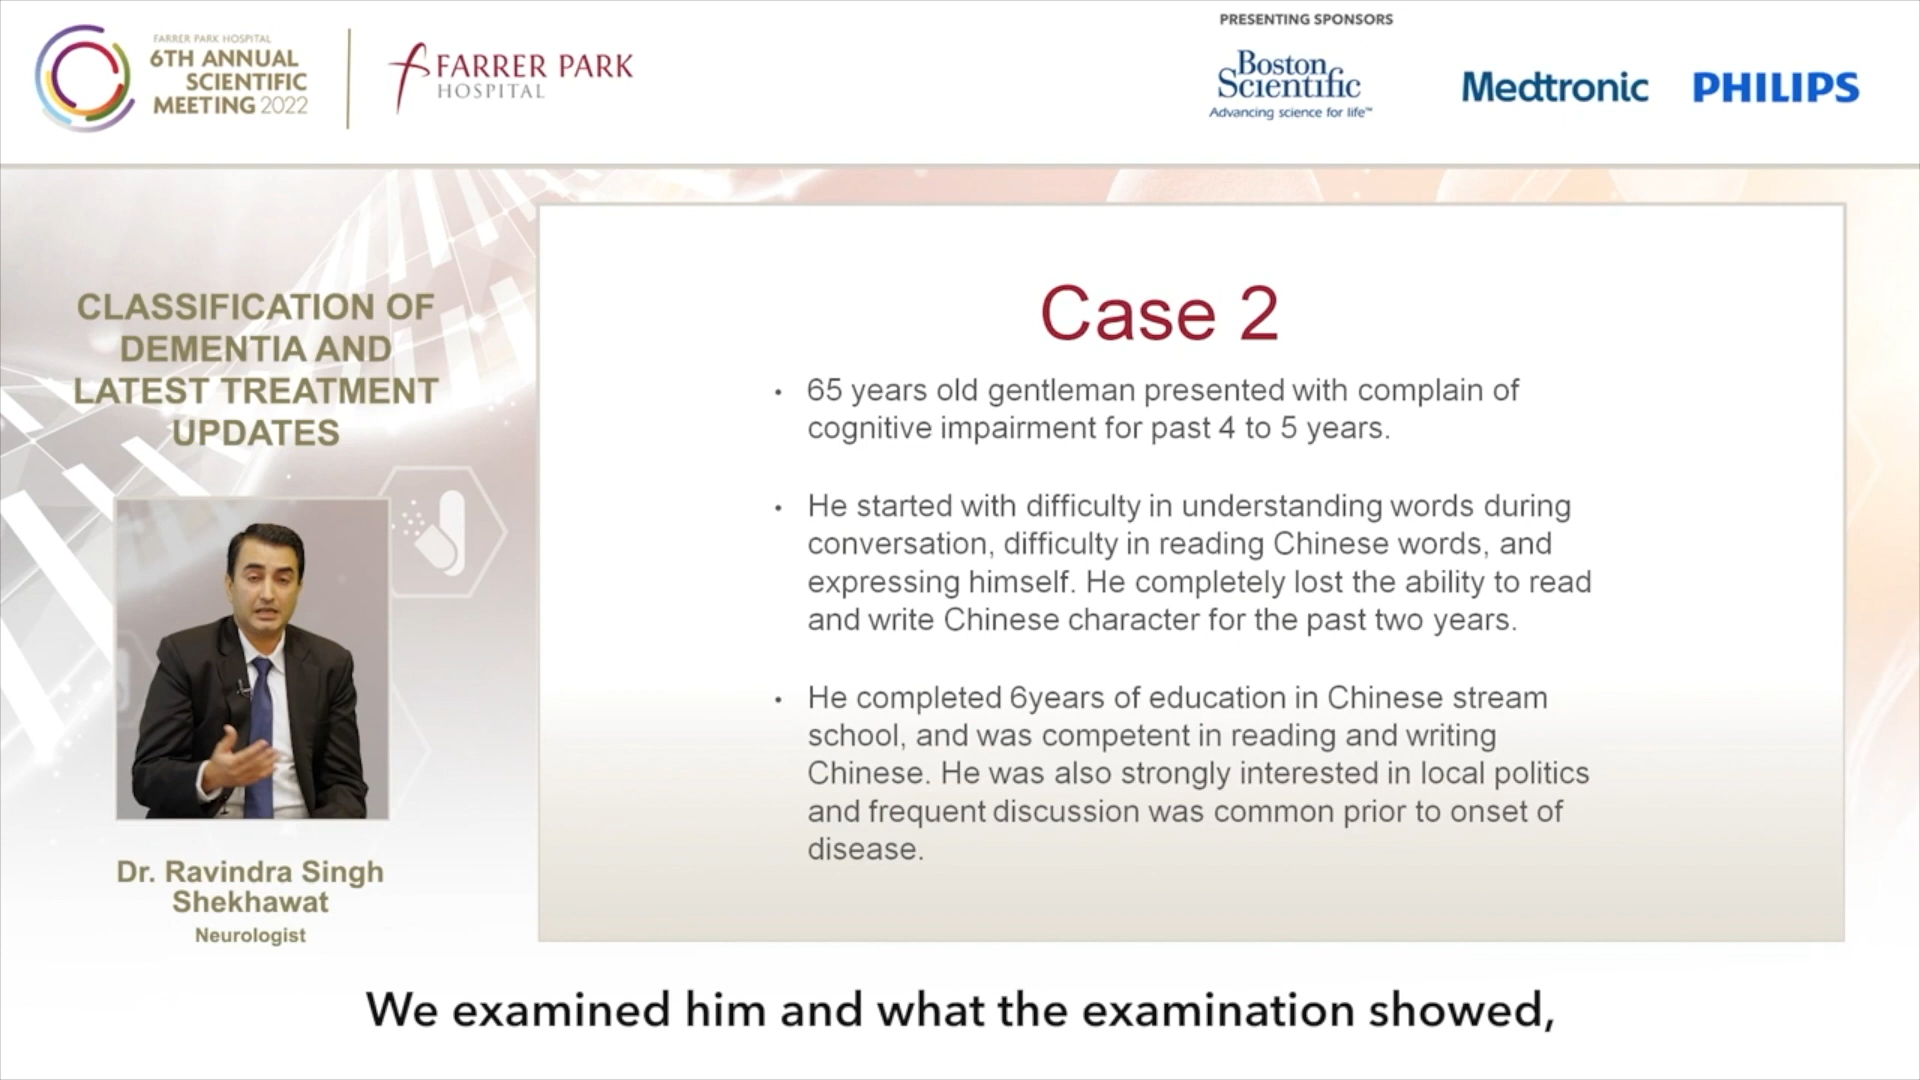 FARRER PARK HOSPITAL
6TH ANNUAL
SCIENTIFIC
MEETING 2022
FARRER PARK
HOSPITAL
PRESENTING SPONSORS
Boston
Scientific
Advancing science for life™
Medtronic
PHILIPS
CLASSIFICATION OF
DEMENTIA AND
LATEST TREATMENT
UPDATES
Dr. Ravindra Singh
Shekhawat
Neurologist
Case 2
• 65 years old gentleman presented with complain of
cognitive impairment for past 4 to 5 years.
• He started with difficulty in understanding words during
conversation, difficulty in reading Chinese words, and
expressing himself. He completely lost the ability to read
and write Chinese character for the past two years.
• He completed 6years of education in Chinese stream
school, and was competent in reading and writing
Chinese. He was also strongly interested in local politics
and frequent discussion was common prior to onset of
disease.
We examined him and what the examination showed,